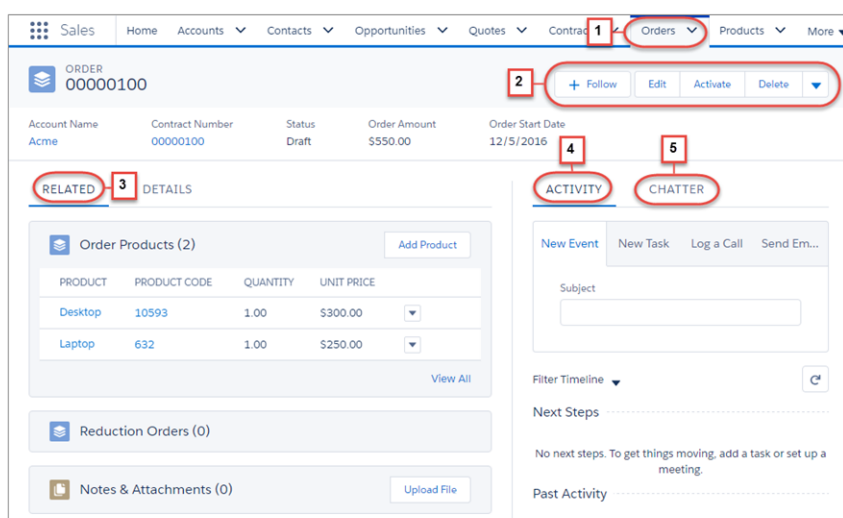 Sales Home Accounts Contacts Opportunities Quotes Contrac 1 Orders Products More
ORDER
00000100
2 + Follow Edit Activate Delete
Account Name Contract Number Status Order Amount Order Start Date
Acme 00000100 Draft $550.00 12/5/2016
4 5
RELATED 3 DETAILS
ACTIVITY CHATTER
Order Products (2) Add Product
PRODUCT PRODUCT CODE QUANTITY UNIT PRICE
Desktop 10593 1.00 $300.00
Laptop 632 1.00 $250.00
View All
Reduction Orders (0)
Notes & Attachments (0) Upload File
New Event New Task Log a Call Send Em...
Subject
Filter Timeline
Next Steps
No next steps. To get things moving, add a task or set up a
meeting.
Past Activity